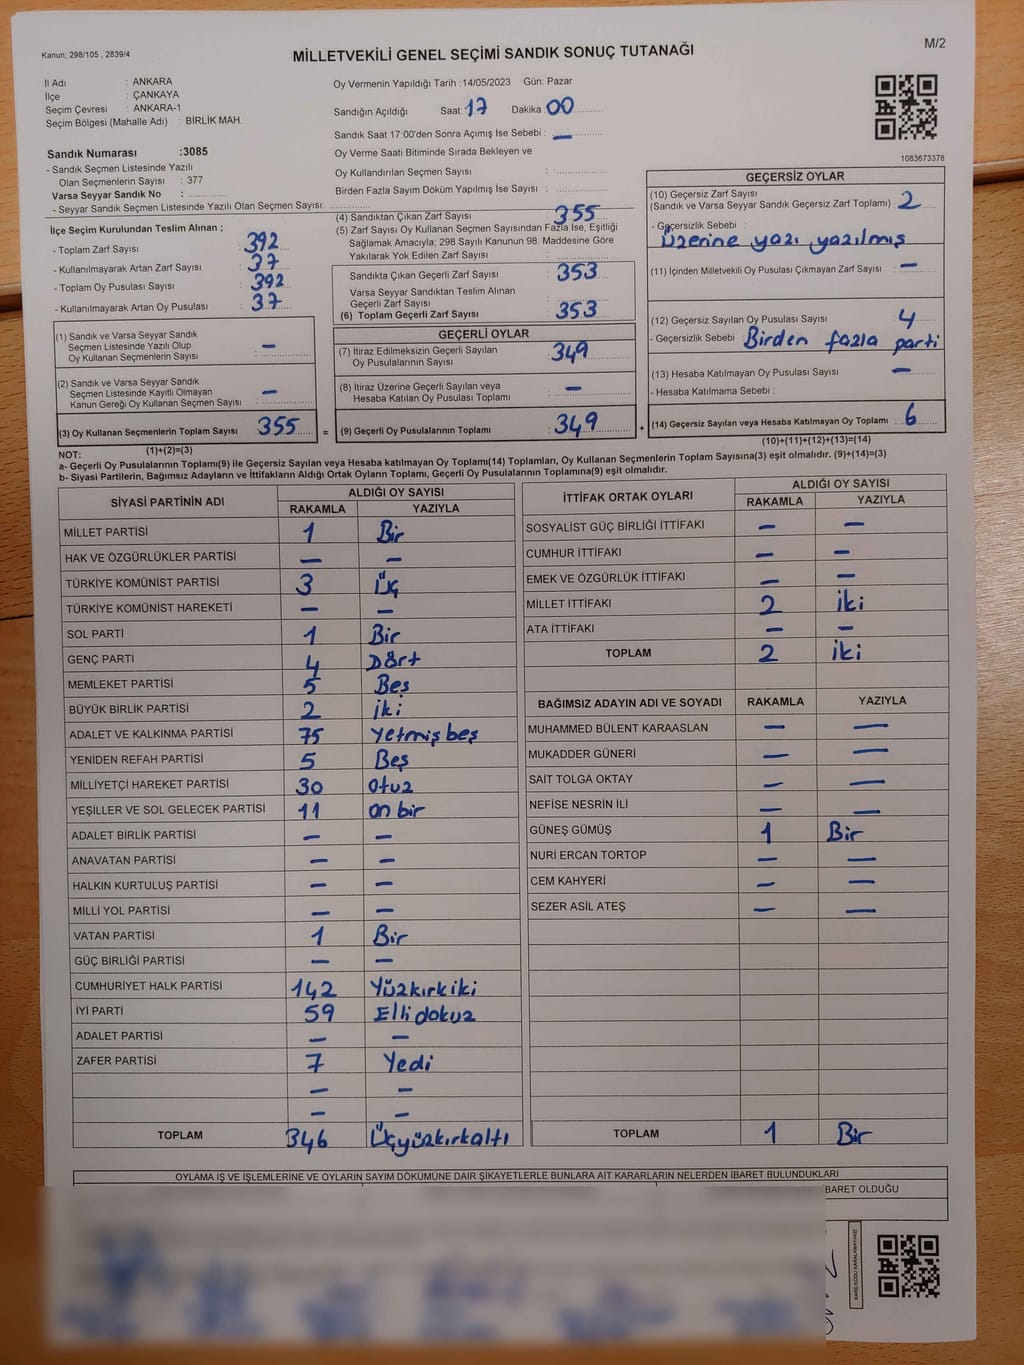 Kanun; 298/105 , 2839/4
MİLLETVEKİLİ GENEL SEÇİMİ SANDIK SONUÇ TUTANAĞI
M/2
İl Adı : ANKARA
İlçe : ÇANKAYA
Seçim Çevresi : ANKARA-1
Seçim Bölgesi (Mahalle Adı) : BİRLİK MAH.
Oy Vermenin Yapıldığı Tarih :14/05/2023 Gün: Pazar
Sandığın Açıldığı Saat: 17 Dakika 00
Sandık Saat 17:00'den Sonra Açımış İse Sebebi : —
Oy Verme Saati Bitiminde Sırada Bekleyen ve
Oy Kullandırılan Seçmen Sayısı :
Birden Fazla Sayım Döküm Yapılmış İse Sayısı :
Sandık Numarası :3085
- Sandık Seçmen Listesinde Yazılı
Olan Seçmenlerin Sayısı : 377
Varsa Seyyar Sandık No :
- Seyyar Sandık Seçmen Listesinde Yazılı Olan Seçmen Sayısı:
1083673378
İlçe Seçim Kurulundan Teslim Alınan ;
- Toplam Zarf Sayısı : 392
- Kullanılmayarak Artan Zarf Sayısı : 37
- Toplam Oy Pusulası Sayısı : 392
- Kullanılmayarak Artan Oy Pusulası : 37
(4) Sandıktan Çıkan Zarf Sayısı : 355
(5) Zarf Sayısı Oy Kullanan Seçmen Sayısından Fazla İse, Eşitliği
Sağlamak Amacıyla; 298 Sayılı Kanunun 98. Maddesine Göre
Yakılarak Yok Edilen Zarf Sayısı :
Sandıkta Çıkan Geçerli Zarf Sayısı : 353
Varsa Seyyar Sandıktan Teslim Alınan
Geçerli Zarf Sayısı :
(6) Toplam Geçerli Zarf Sayısı : 353
GEÇERSİZ OYLAR
(10) Geçersiz Zarf Sayısı
(Sandık ve Varsa Seyyar Sandık Geçersiz Zarf Toplamı) : 2
- Geçersizlik Sebebi :
Üzerine yazı yazılmış
(11) İçinden Milletvekili Oy Pusulası Çıkmayan Zarf Sayısı : —
(12) Geçersiz Sayılan Oy Pusulası Sayısı : 4
- Geçersizlik Sebebi : Birden fazla parti
(13) Hesaba Katılmayan Oy Pusulası Sayısı : —
- Hesaba Katılmama Sebebi :
(14) Geçersiz Sayılan veya Hesaba Katılmayan Oy Toplamı : 6
(10)+(11)+(12)+(13)=(14)
(1) Sandık ve Varsa Seyyar Sandık
Seçmen Listesinde Yazılı Olup
Oy Kullanan Seçmenlerin Sayısı : —
(2) Sandık ve Varsa Seyyar Sandık
Seçmen Listesinde Kayıtlı Olmayan
Kanun Gereği Oy Kullanan Seçmen Sayısı : —
(3) Oy Kullanan Seçmenlerin Toplam Sayısı : 355 =
(1)+(2)=(3)
GEÇERLİ OYLAR
(7) İtiraz Edilmeksizin Geçerli Sayılan
Oy Pusulalarının Sayısı : 349
(8) İtiraz Üzerine Geçerli Sayılan veya
Hesaba Katılan Oy Pusulası Toplamı : —
(9) Geçerli Oy Pusulalarının Toplamı : 349 +
NOT:
a- Geçerli Oy Pusulalarının Toplamı(9) ile Geçersiz Sayılan veya Hesaba katılmayan Oy Toplamı(14) Toplamları, Oy Kullanan Seçmenlerin Toplam Sayısına(3) eşit olmalıdır. (9)+(14)=(3)
b- Siyasi Partilerin, Bağımsız Adayların ve İttifakların Aldığı Ortak Oyların Toplamı, Geçerli Oy Pusulalarının Toplamına(9) eşit olmalıdır.
SİYASİ PARTİNİN ADI ALDIĞI OY SAYISI
RAKAMLA YAZIYLA
MİLLET PARTİSİ 1 Bir
HAK VE ÖZGÜRLÜKLER PARTİSİ — —
TÜRKİYE KOMÜNİST PARTİSİ 3 Üç
TÜRKİYE KOMÜNİST HAREKETİ — —
SOL PARTİ 1 Bir
GENÇ PARTİ 4 Dört
MEMLEKET PARTİSİ 5 Beş
BÜYÜK BİRLİK PARTİSİ 2 iki
ADALET VE KALKINMA PARTİSİ 75 Yetmiş beş
YENİDEN REFAH PARTİSİ 5 Beş
MİLLİYETÇİ HAREKET PARTİSİ 30 Otuz
YEŞİLLER VE SOL GELECEK PARTİSİ 11 on bir
ADALET BİRLİK PARTİSİ — —
ANAVATAN PARTİSİ — —
HALKIN KURTULUŞ PARTİSİ — —
MİLLİ YOL PARTİSİ — —
VATAN PARTİSİ 1 Bir
GÜÇ BİRLİĞİ PARTİSİ — —
CUMHURİYET HALK PARTİSİ 142 Yüzkırkiki
İYİ PARTİ 59 Elli dokuz
ADALET PARTİSİ — —
ZAFER PARTİSİ 7 Yedi
— —
— —
TOPLAM 346 Üçyüzkırkaltı
İTTİFAK ORTAK OYLARI ALDIĞI OY SAYISI
RAKAMLA YAZIYLA
SOSYALİST GÜÇ BİRLİĞİ İTTİFAKI — —
CUMHUR İTTİFAKI — —
EMEK VE ÖZGÜRLÜK İTTİFAKI — —
MİLLET İTTİFAKI 2 iki
ATA İTTİFAKI — —
TOPLAM 2 iki
BAĞIMSIZ ADAYIN ADI VE SOYADI RAKAMLA YAZIYLA
MUHAMMED BÜLENT KARAASLAN — —
MUKADDER GÜNERİ — —
SAİT TOLGA OKTAY — —
NEFİSE NESRİN İLİ — —
GÜNEŞ GÜMÜŞ 1 Bir
NURİ ERCAN TORTOP — —
CEM KAHYERİ — —
SEZER ASİL ATEŞ — —
TOPLAM 1 Bir
OYLAMA İŞ VE İŞLEMLERİNE VE OYLARIN SAYIM DÖKÜMÜNE DAİR ŞİKAYETLERLE BUNLARA AİT KARARLARIN NELERDEN İBARET BULUNDUKLARI
BARET OLDUĞU